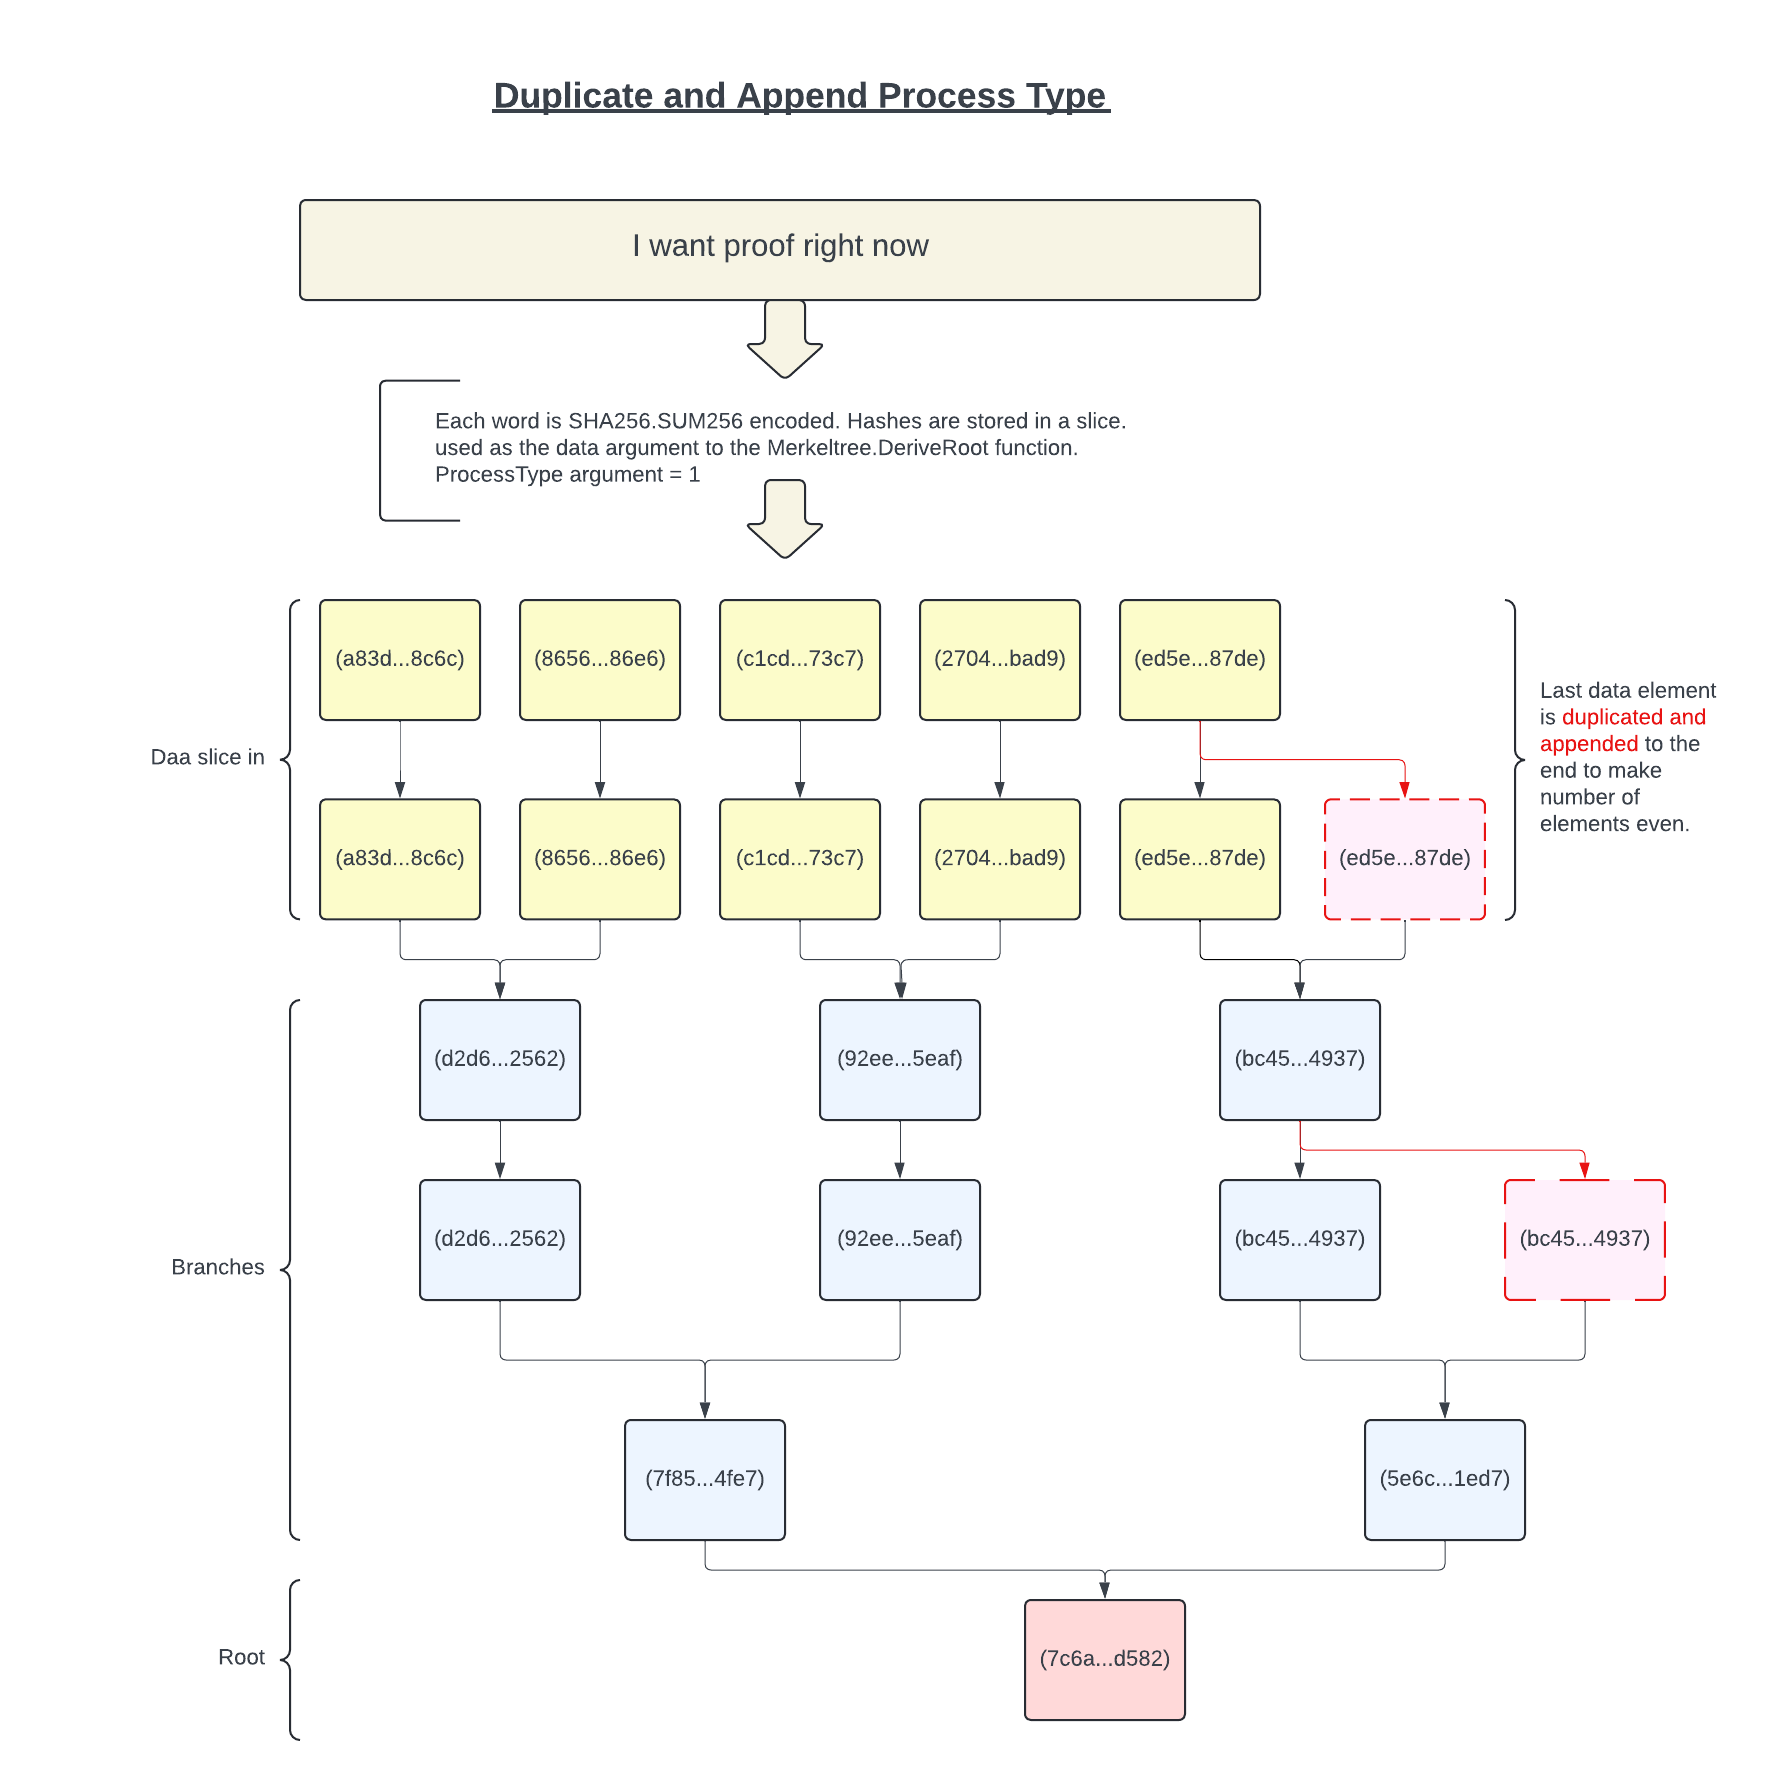 Duplicate and Append Process Type
I want proof right now
Each word is SHA256.SUM256 encoded. Hashes are stored in a slice.
used as the data argument to the Merkeltree.DeriveRoot function.
ProcessType argument = 1
(a83d...8c6c)
(8656...86e6)
(c1cd...73c7)
(2704...bad9)
(ed5e...87de)
Daa slice in
Last data element
is duplicated and
appended to the
end to make
number of
elements even.
(a83d...8c6c)
(8656...86e6)
(c1cd...73c7)
(2704...bad9)
(ed5e...87de)
(ed5e...87de)
(d2d6...2562)
(92ee...5eaf)
(bc45...4937)
Branches
(d2d6...2562)
(92ee...5eaf)
(bc45...4937)
(bc45...4937)
(7f85...4fe7)
(5e6c...1ed7)
Root
(7c6a...d582)